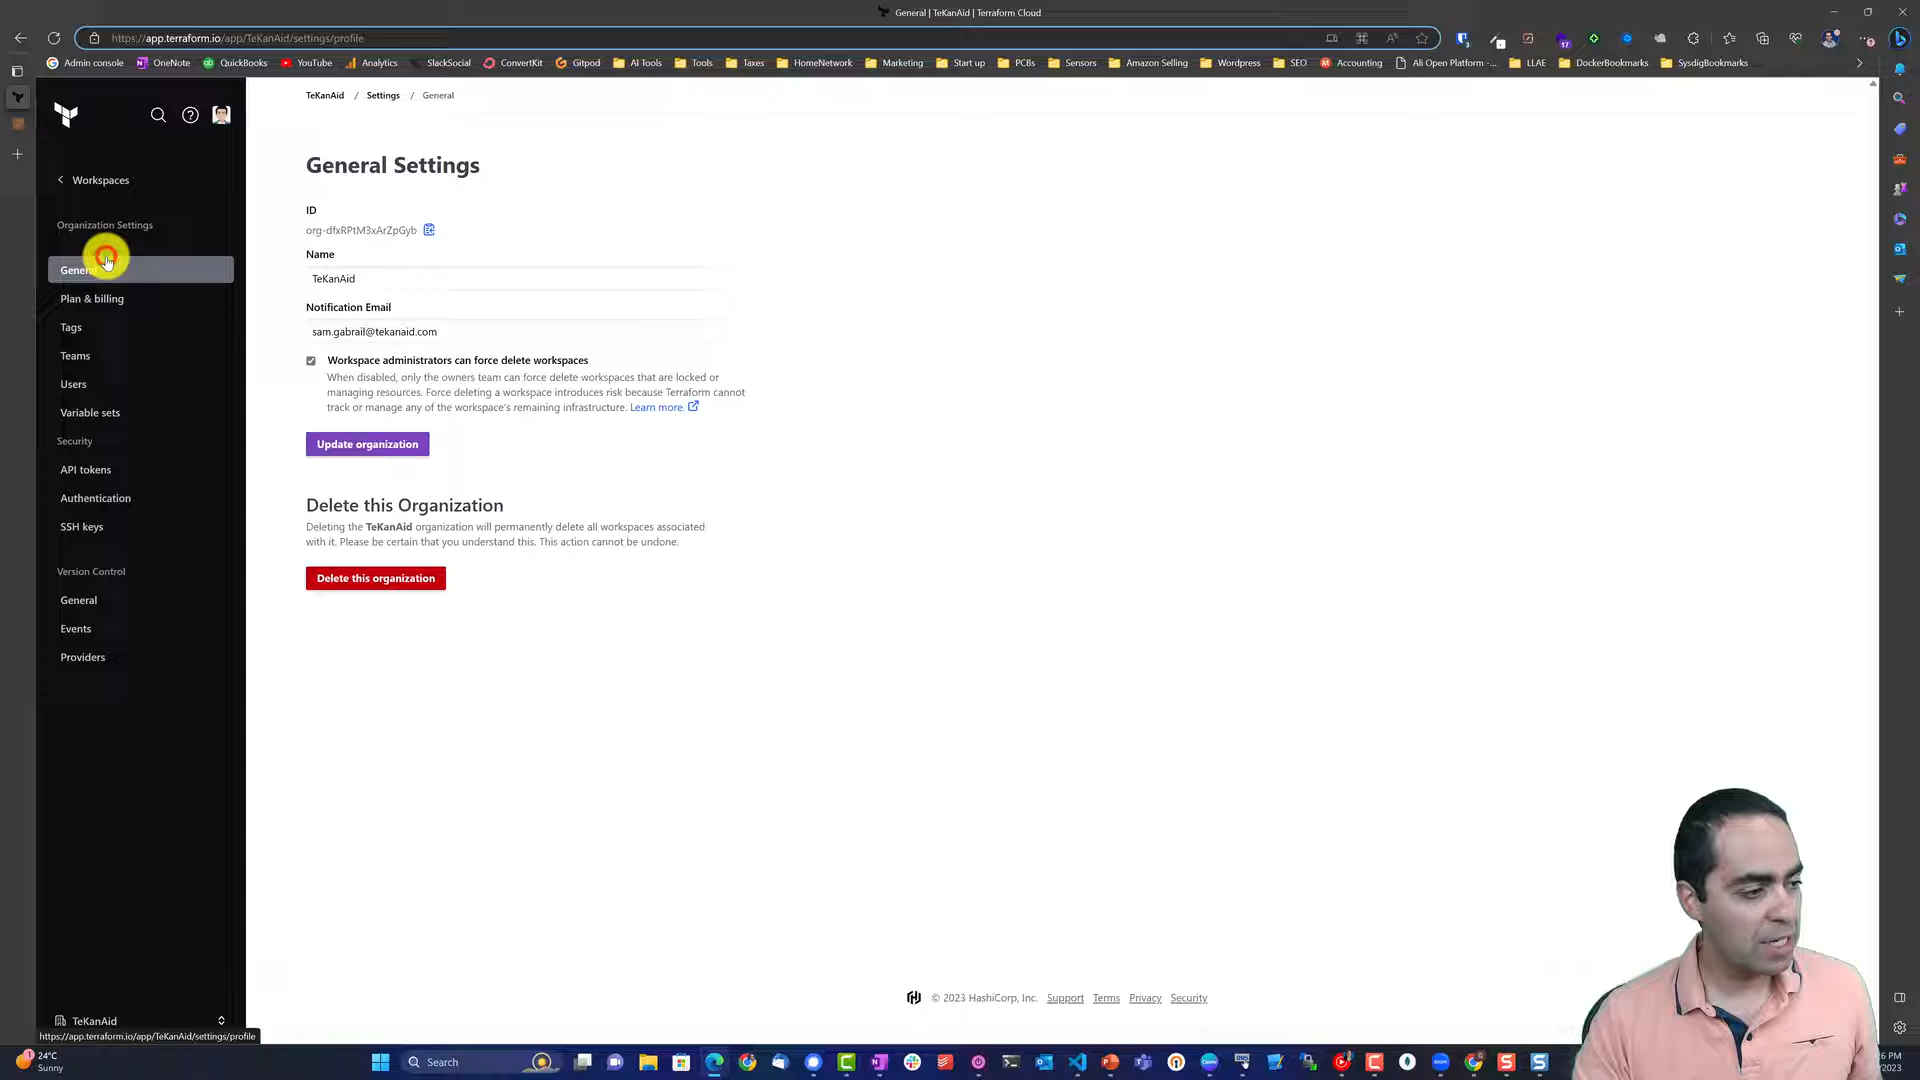 General | TeKanAid | Terraform Cloud
https://app.terraform.io/app/TeKanAid/settings/profile
Admin console
OneNote
QuickBooks
YouTube
Analytics
SlackSocial
ConvertKit
Gitpod
AI Tools
Tools
Taxes
HomeNetwork
Marketing
Start up
PCBs
Sensors
Amazon Selling
Wordpress
SEO
Accounting
Ali Open Platform -...
LLAE
DockerBookmarks
SysdigBookmarks
Workspaces
Organization Settings
General
Plan & billing
Tags
Teams
Users
Variable sets
Security
API tokens
Authentication
SSH keys
Version Control
General
Events
Providers
TeKanAid
https://app.terraform.io/app/TeKanAid/settings/profile
TeKanAid / Settings / General
General Settings
ID
org-dfxRPtM3xArZpGyb
Name
TeKanAid
Notification Email
sam.gabrail@tekanaid.com
Workspace administrators can force delete workspaces
When disabled, only the owners team can force delete workspaces that are locked or
managing resources. Force deleting a workspace introduces risk because Terraform cannot
track or manage any of the workspace's remaining infrastructure. Learn more.
Update organization
Delete this Organization
Deleting the TeKanAid organization will permanently delete all workspaces associated
with it. Please be certain that you understand this. This action cannot be undone.
Delete this organization
© 2023 HashiCorp, Inc. Support Terms Privacy Security
24°C
Sunny
Search